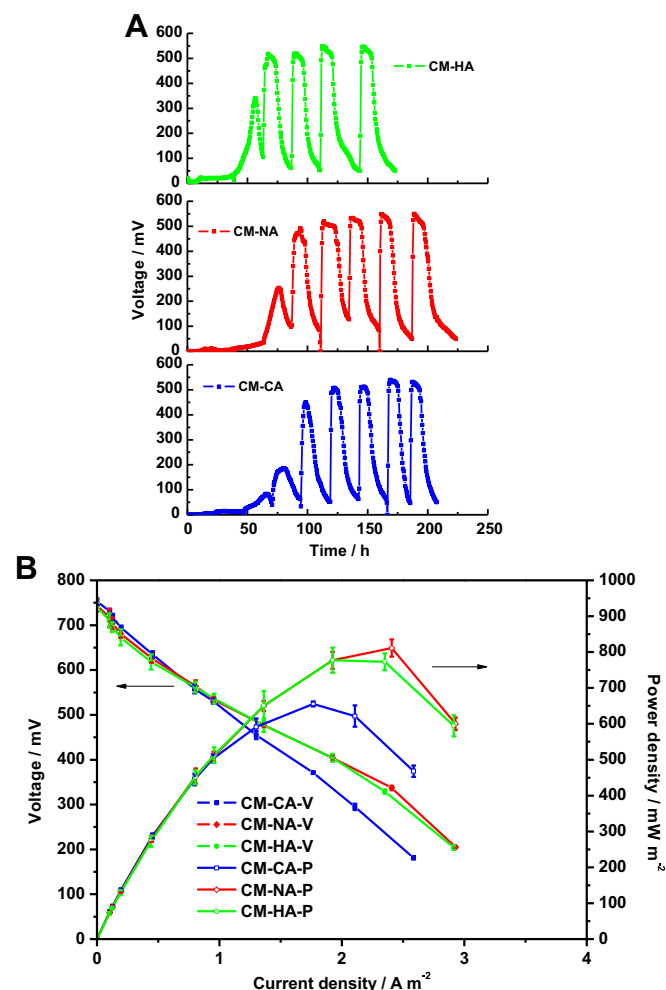 A
600
500
400
300
200
100
0
CM-HA
600
500
400
300
200
100
0
CM-NA
Voltage / mV
600
500
400
300
200
100
0
CM-CA
0 50 100 150 200 250
Time / h
B
800
700
600
500
400
300
200
100
0
Voltage / mV
1000
900
800
700
600
500
400
300
200
100
0
Power density / mW m-2
CM-CA-V
CM-NA-V
CM-HA-V
CM-CA-P
CM-NA-P
CM-HA-P
0 1 2 3 4
Current density / A m-2